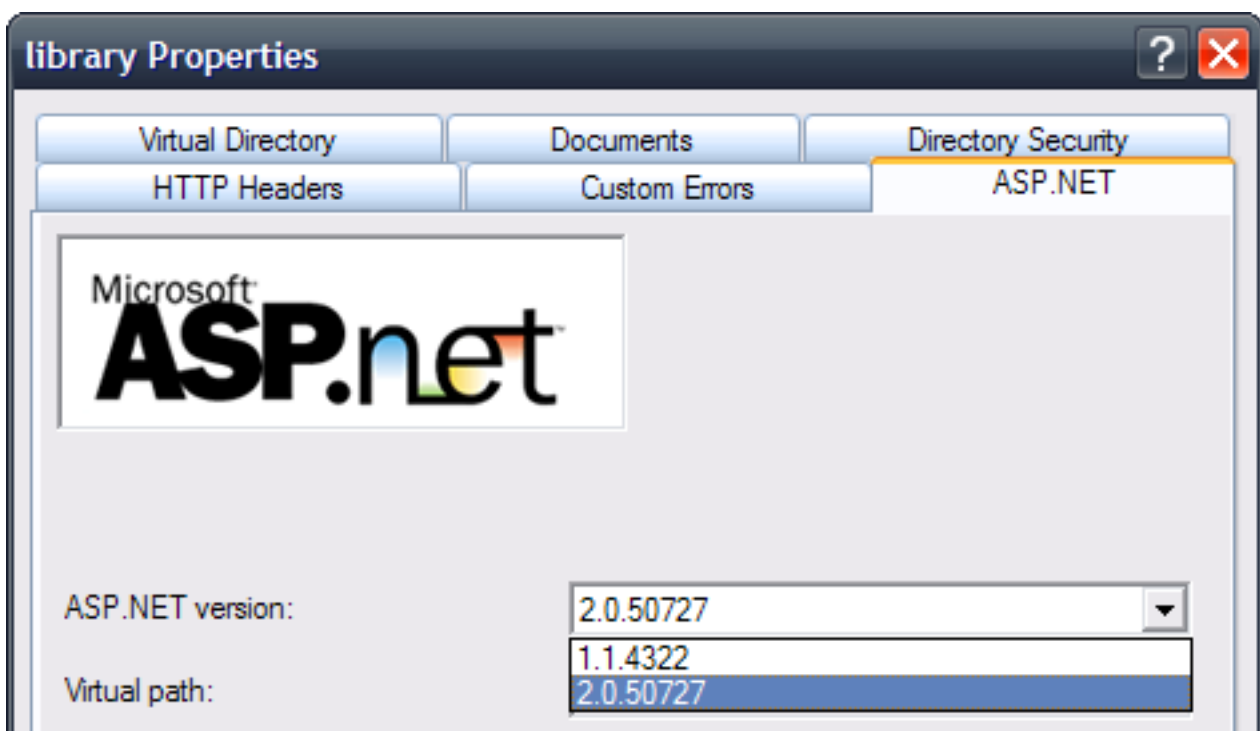 library Properties
?
Virtual Directory Documents Directory Security
HTTP Headers Custom Errors ASP.NET
Microsoft
ASP.net
ASP.NET version: 2.0.50727
1.1.4322
Virtual path: 2.0.50727